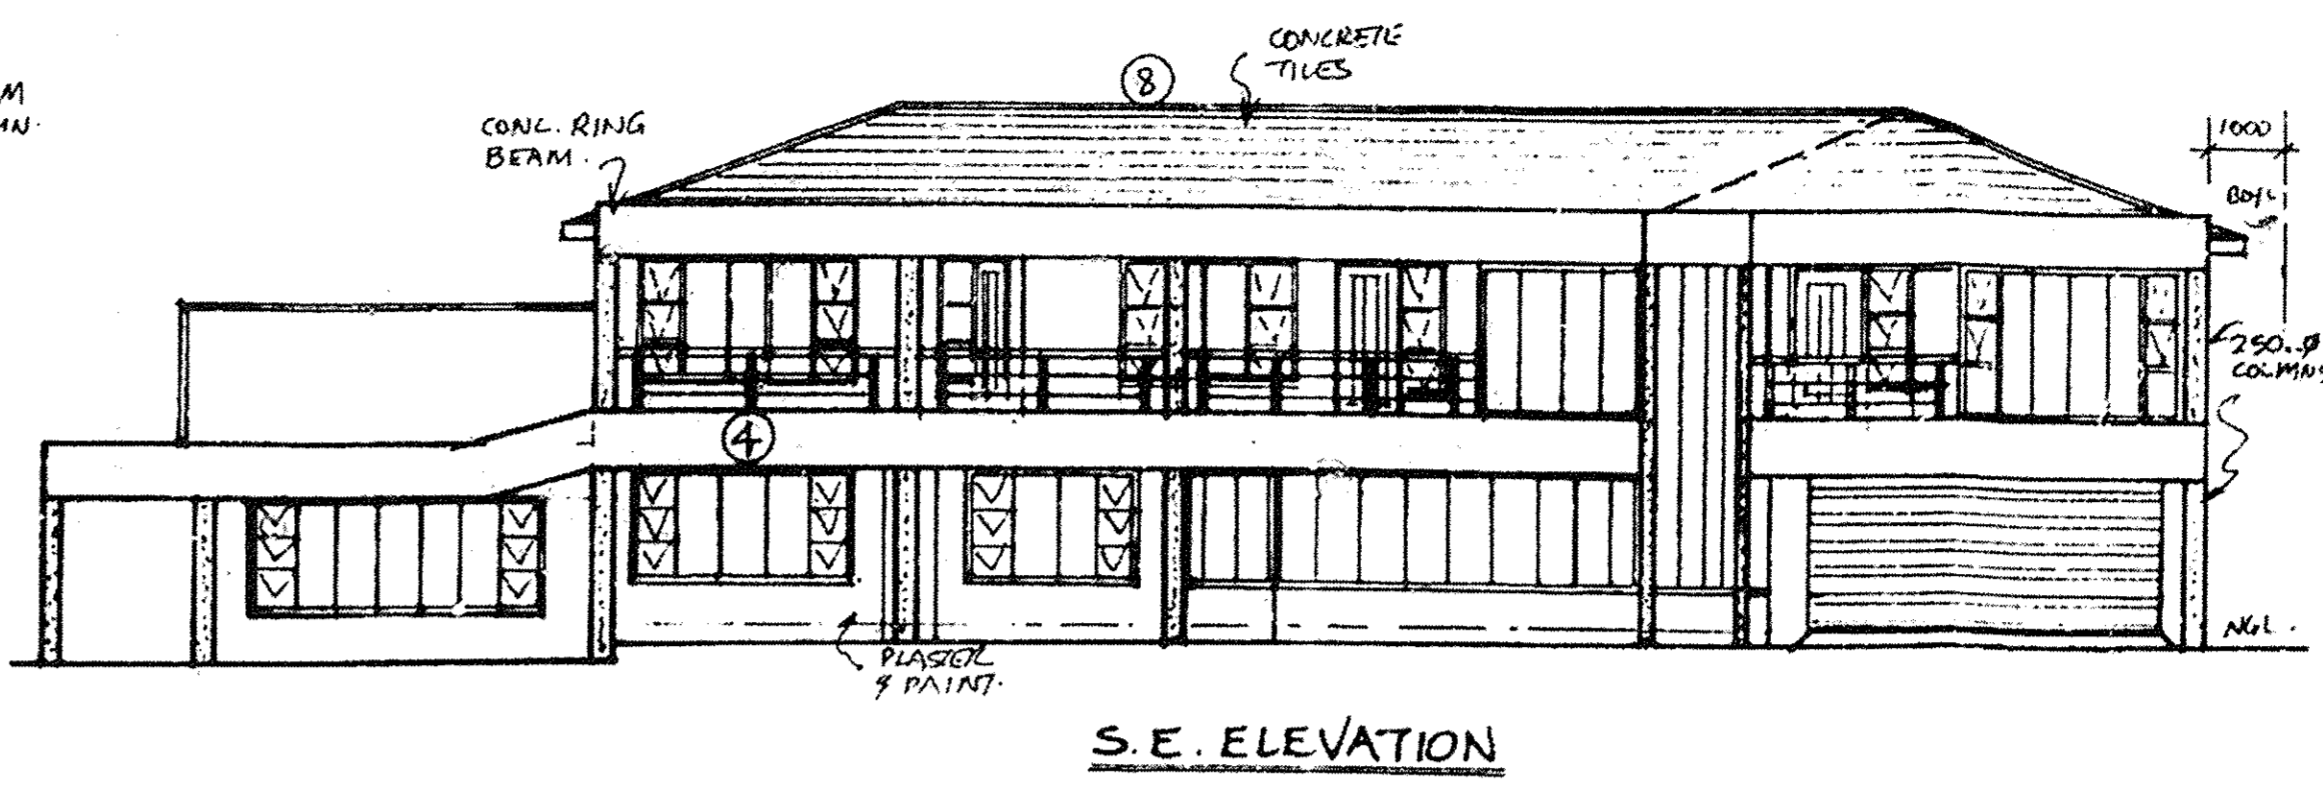 M
CONCRETE
TILES
8
CONC. RING
BEAM.
1000
4
250..Ø
COLMNS
NGL.
PLASTER
& PAINT.
S.E. ELEVATION